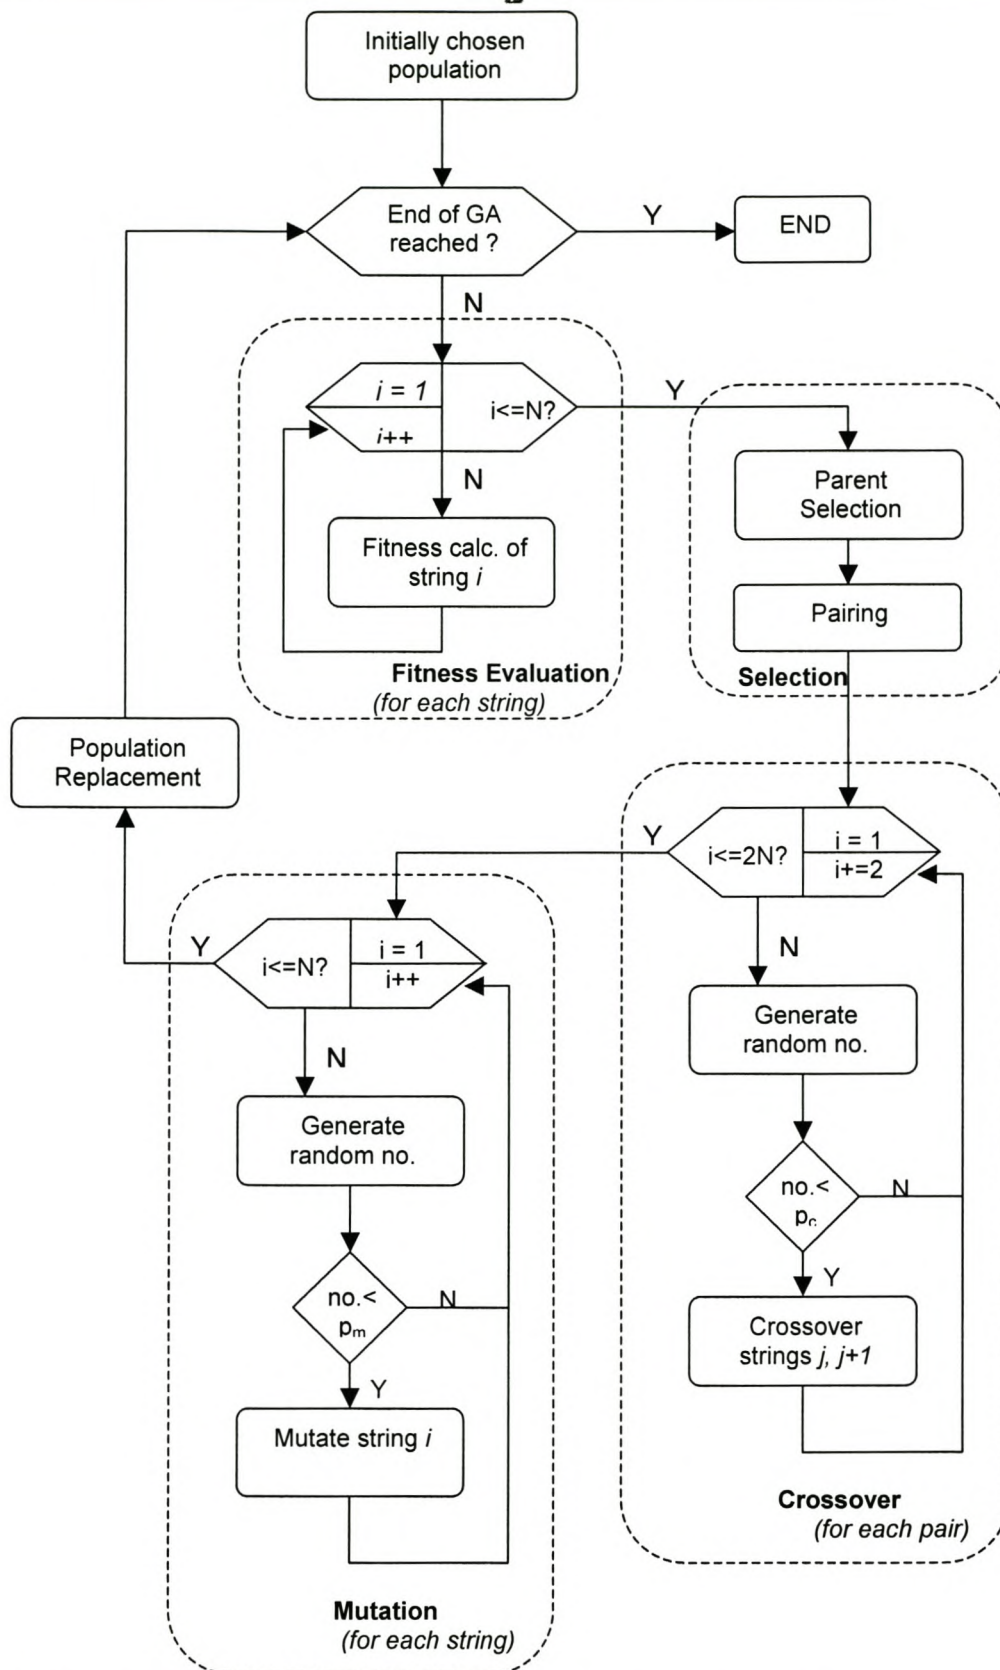 Initially chosen
population
End of GA
reached ?
Y
END
N
i = 1
i++
i<=N?
Y
N
Fitness calc. of
string i
Fitness Evaluation
(for each string)
Parent
Selection
Pairing
Selection
Population
Replacement
Y
i<=2N?
i = 1
i+=2
N
Generate
random no.
no.<
pc
N
Y
Crossover
strings j, j+1
Crossover
(for each pair)
Y
i<=N?
i = 1
i++
N
Generate
random no.
no.<
pm
N
Y
Mutate string i
Mutation
(for each string)